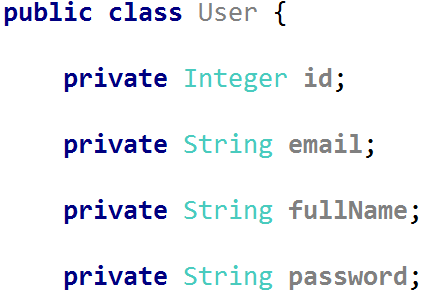 public class User {
private Integer id;
private String email;
private String fullName;
private String password;